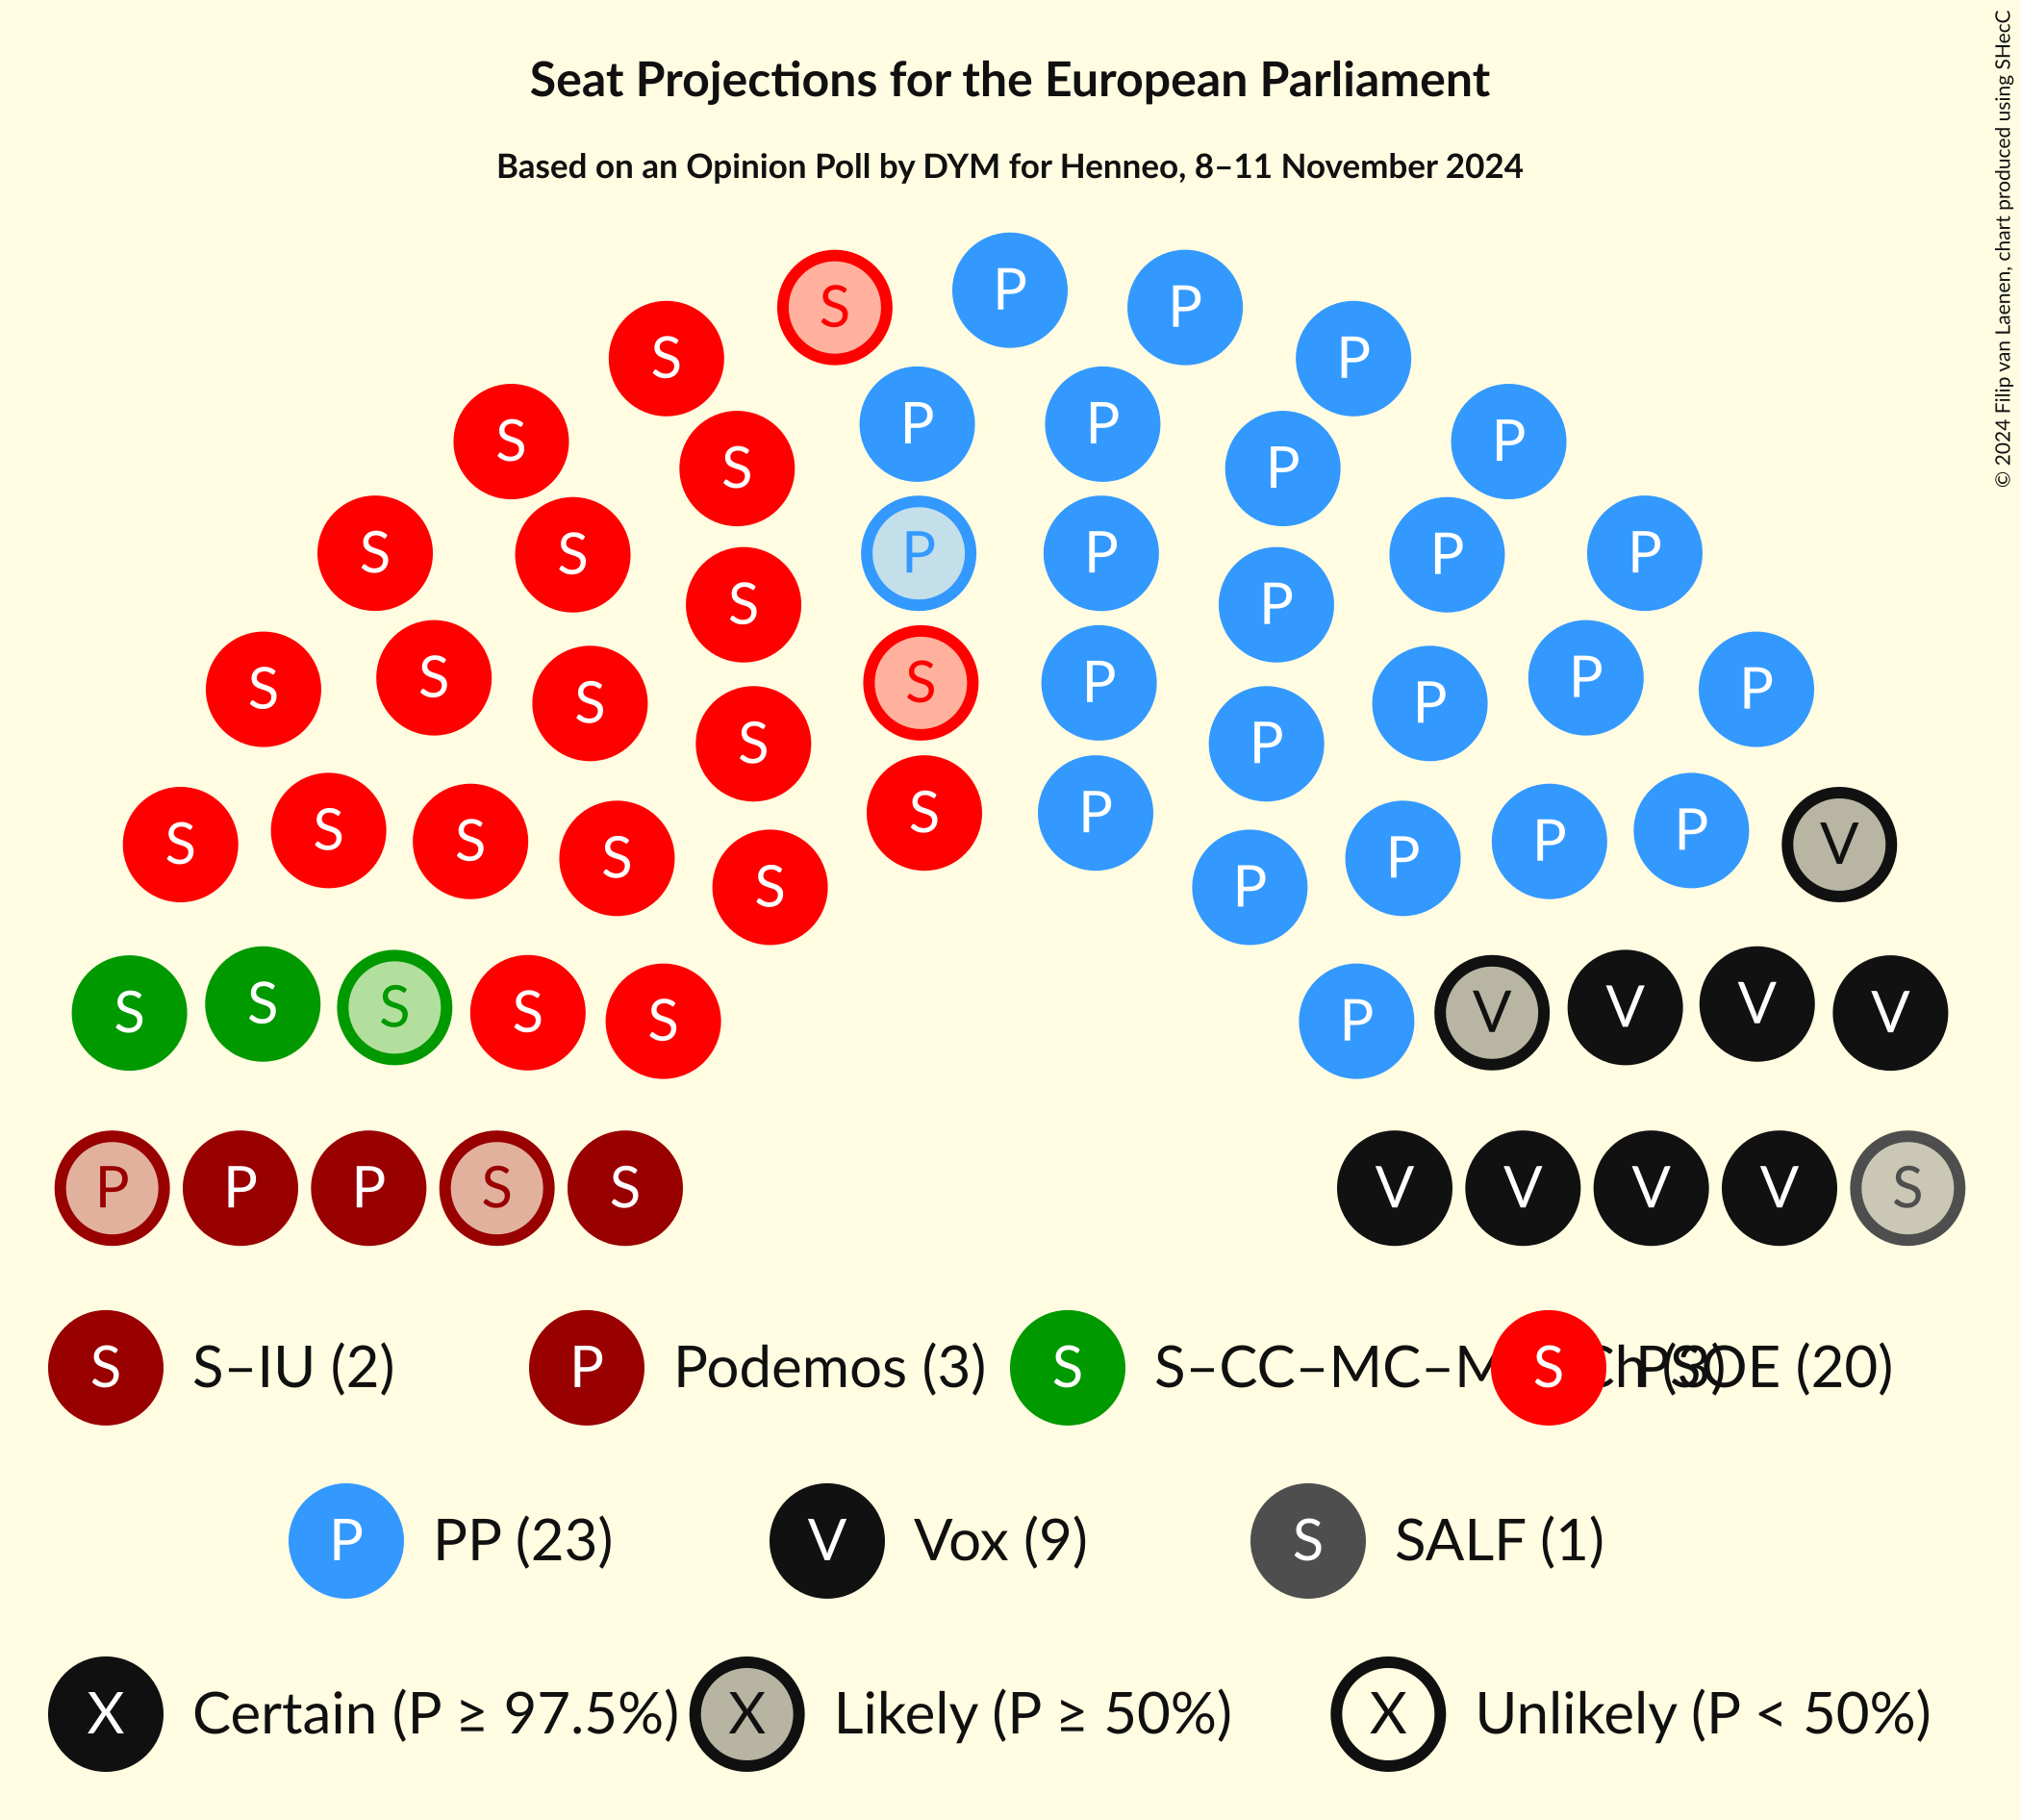 Seat Projections for the European Parliament
Based on an Opinion Poll by DYM for Henneo, 8–11 November 2024
© 2024 Filip van Laenen, chart produced using SHecC
S P P P
S P P P P P
S S P P S P P P P
S S S S P P P P P
S S S S S S P P P P P V
S S S S S P V V V V
P P P S S V V V V S
S S–IU (2) P Podemos (3) S S–CC–MC–M S PSOE (20)
P PP (23) V Vox (9) S SALF (1)
X Certain (P ≥ 97.5%) X Likely (P ≥ 50%) X Unlikely (P < 50%)